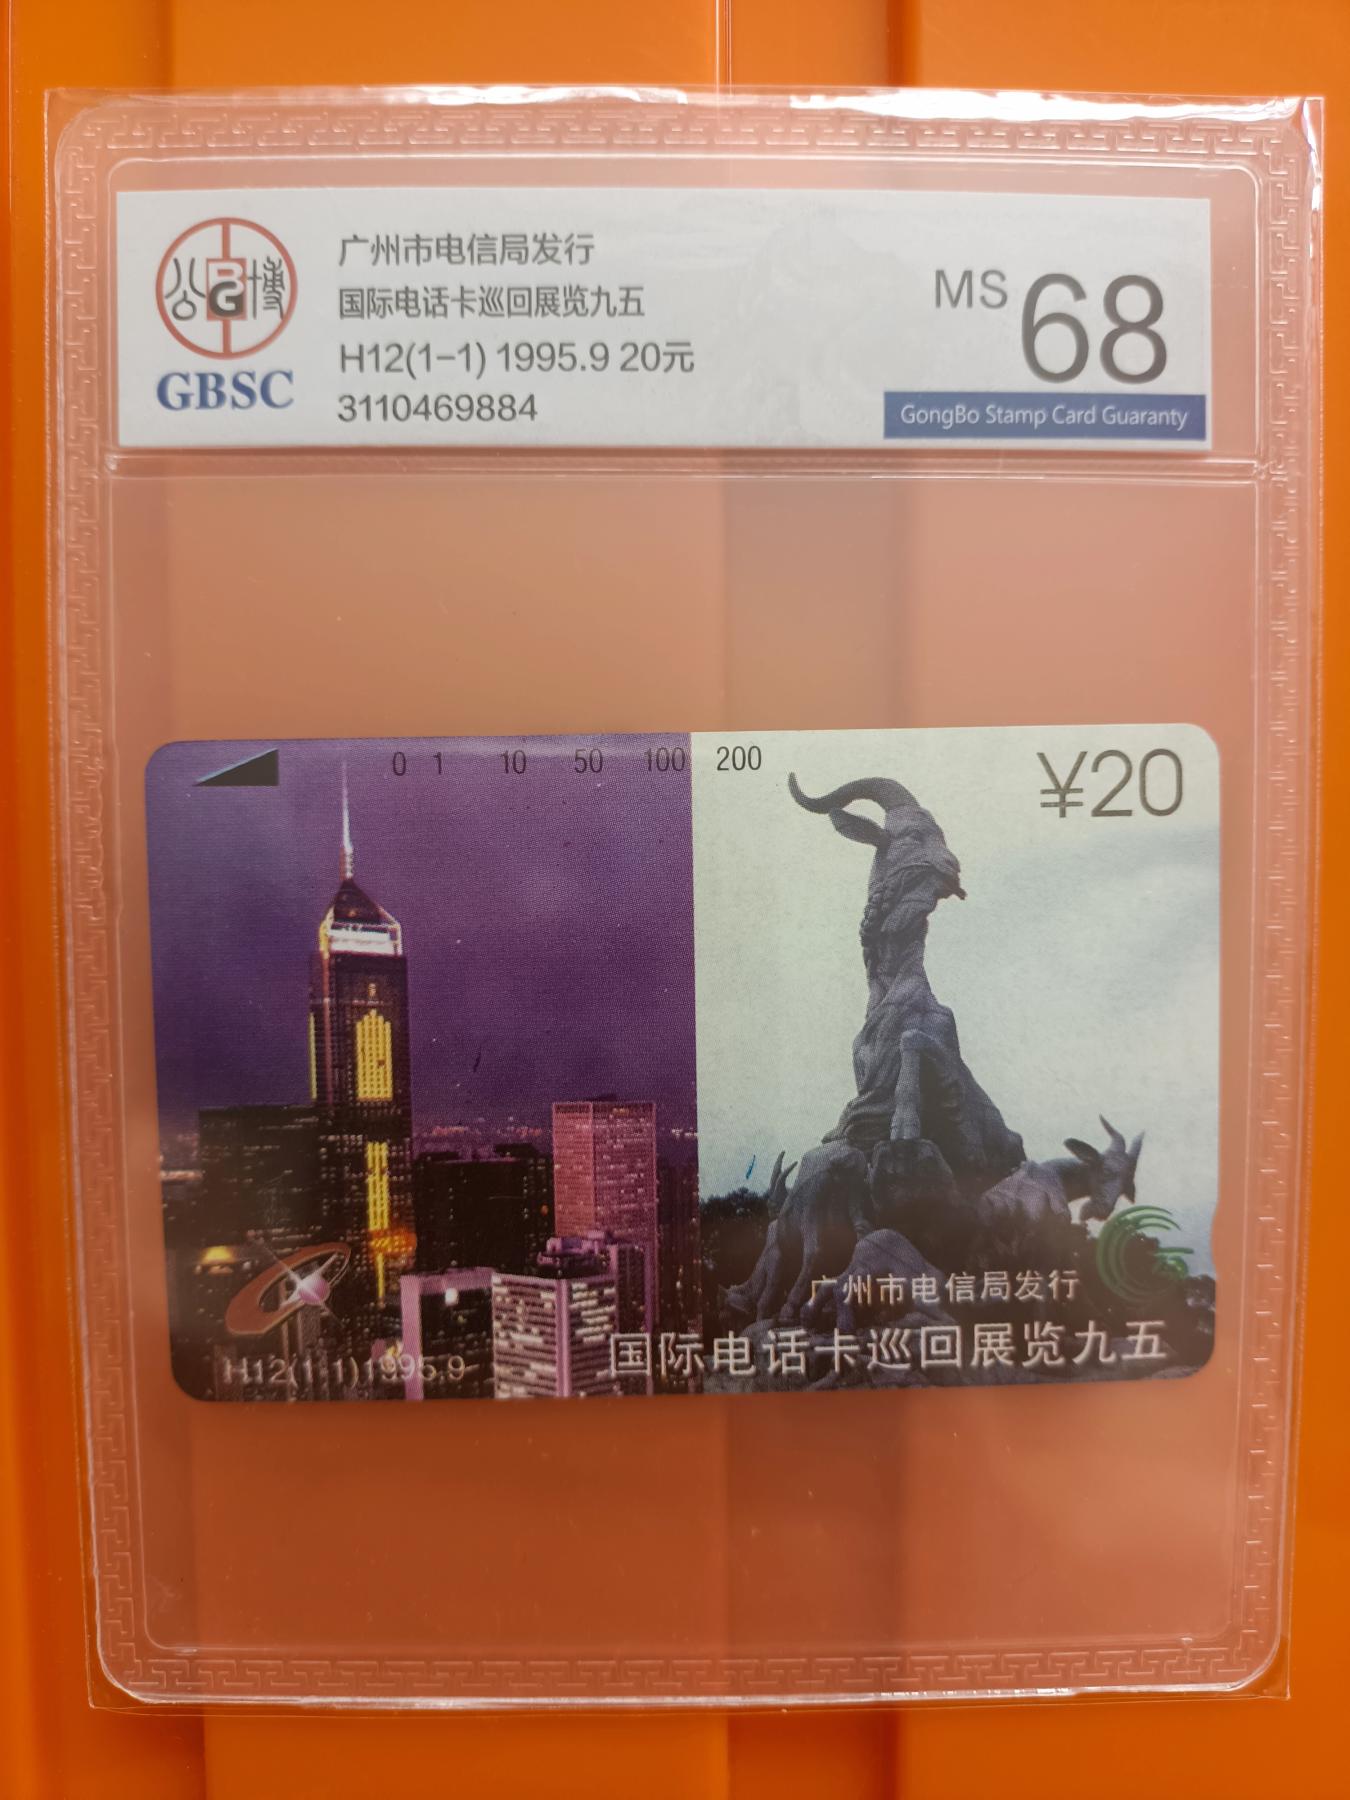 公博
BG
GBSC
广州市电信局发行
国际电话卡巡回展览九五
H12(1-1) 1995.9 20元
3110469884
MS 68
GongBo Stamp Card Guaranty
0 1 10 50 100 200
¥20
广州市电信局发行
国际电话卡巡回展览九五
H12(1-1)1995.9